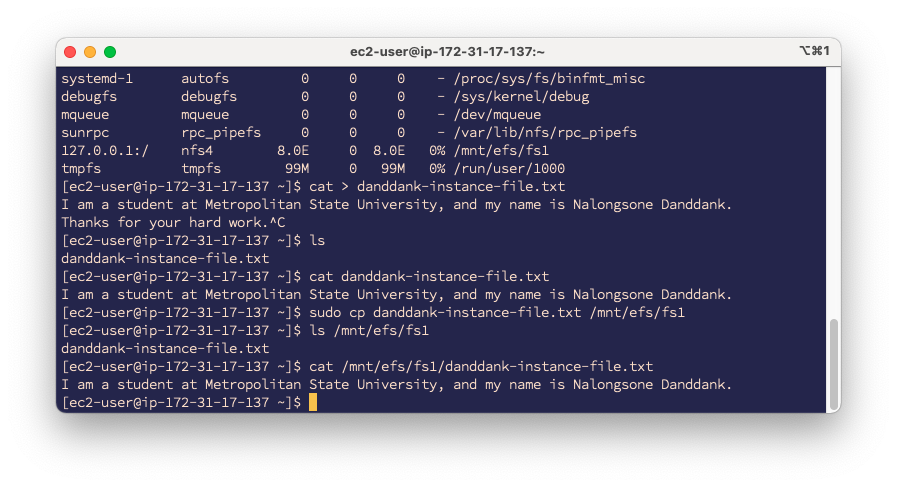 ec2-user@ip-172-31-17-137:~ ⌥⌘1
systemd-1 autofs 0 0 0 - /proc/sys/fs/binfmt_misc
debugfs debugfs 0 0 0 - /sys/kernel/debug
mqueue mqueue 0 0 0 - /dev/mqueue
sunrpc rpc_pipefs 0 0 0 - /var/lib/nfs/rpc_pipefs
127.0.0.1:/ nfs4 8.0E 0 8.0E 0% /mnt/efs/fs1
tmpfs tmpfs 99M 0 99M 0% /run/user/1000
[ec2-user@ip-172-31-17-137 ~]$ cat > danddank-instance-file.txt
I am a student at Metropolitan State University, and my name is Nalongsone Danddank.
Thanks for your hard work.^C
[ec2-user@ip-172-31-17-137 ~]$ ls
danddank-instance-file.txt
[ec2-user@ip-172-31-17-137 ~]$ cat danddank-instance-file.txt
I am a student at Metropolitan State University, and my name is Nalongsone Danddank.
[ec2-user@ip-172-31-17-137 ~]$ sudo cp danddank-instance-file.txt /mnt/efs/fs1
[ec2-user@ip-172-31-17-137 ~]$ ls /mnt/efs/fs1
danddank-instance-file.txt
[ec2-user@ip-172-31-17-137 ~]$ cat /mnt/efs/fs1/danddank-instance-file.txt
I am a student at Metropolitan State University, and my name is Nalongsone Danddank.
[ec2-user@ip-172-31-17-137 ~]$